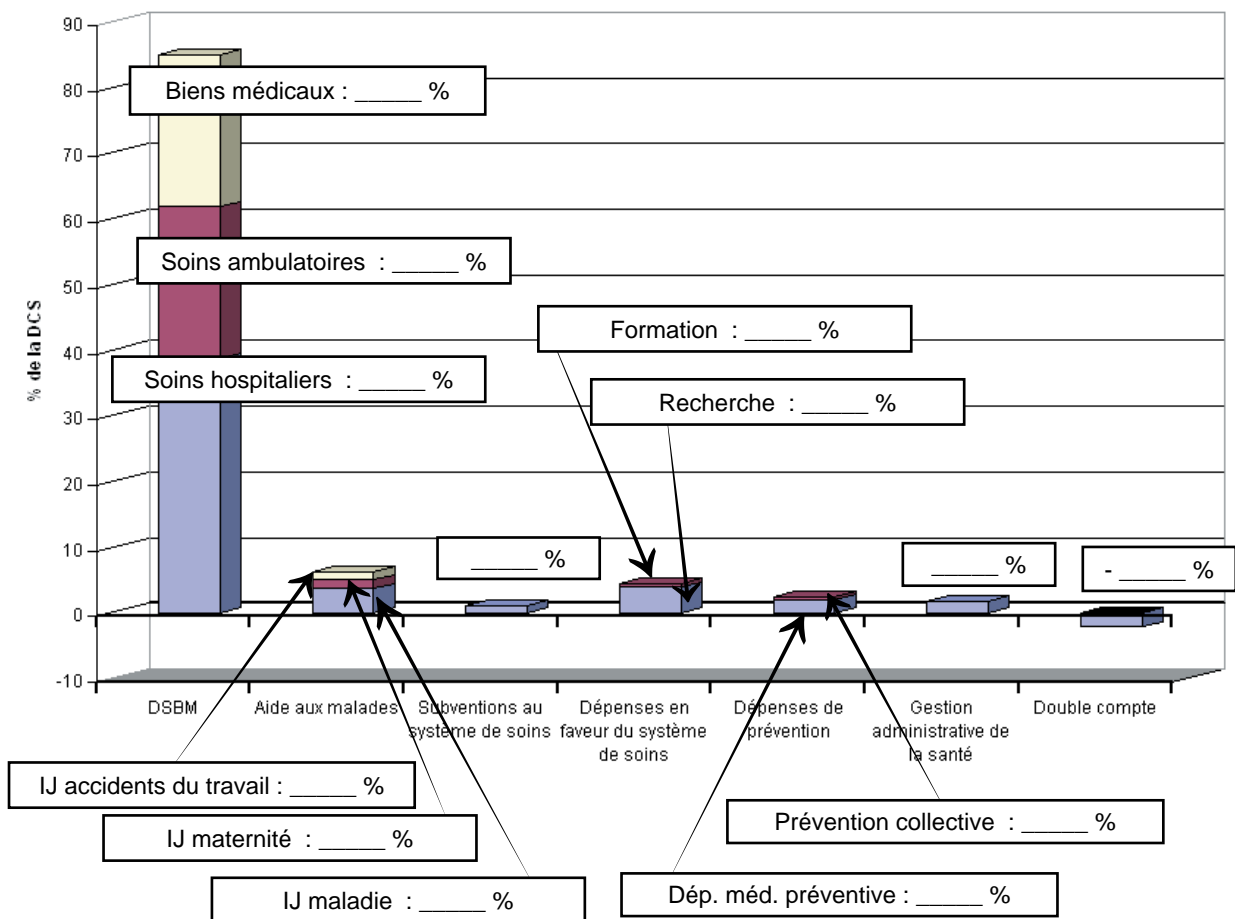 90
80
70
60
50
40
30
20
10
0
-10
% de la DCS
Biens médicaux : _____ %
Soins ambulatoires : _____ %
Soins hospitaliers : _____ %
Formation : _____ %
Recherche : _____ %
_____ %
_____ %
- _____ %
DSBM
Aide aux malades
Subventions au
système de soins
Dépenses en
faveur du système
de soins
Dépenses de
prévention
Gestion
administrative de
la santé
Double compte
IJ accidents du travail : _____ %
IJ maternité : _____ %
IJ maladie : _____ %
Prévention collective : _____ %
Dép. méd. préventive : _____ %